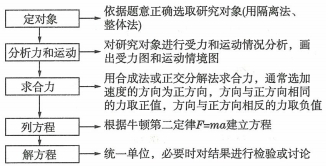 定对象
依据题意正确选取研究对象(用隔离法、
整体法)
分析力和运动
对研究对象进行受力和运动情况分析,画
出受力图和运动情境图
求合力
用合成法或正交分解法求合力,通常选加
速度的方向为正方向,方向与正方向相同
的力取正值,方向与正方向相反的力取负值
列方程
根据牛顿第二定律F=ma建立方程
解方程
统一单位,必要时对结果进行检验或讨论